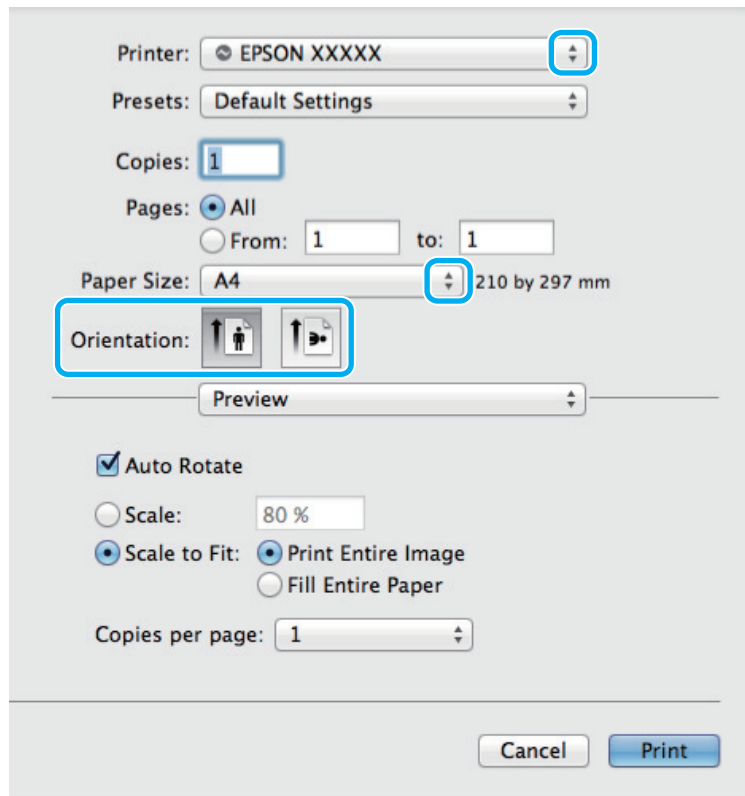 Printer: EPSON XXXXX
Presets: Default Settings
Copies: 1
Pages: All
From: 1 to: 1
Paper Size: A4 210 by 297 mm
Orientation:
Preview
Auto Rotate
Scale: 80 %
Scale to Fit: Print Entire Image
Fill Entire Paper
Copies per page: 1
Cancel Print